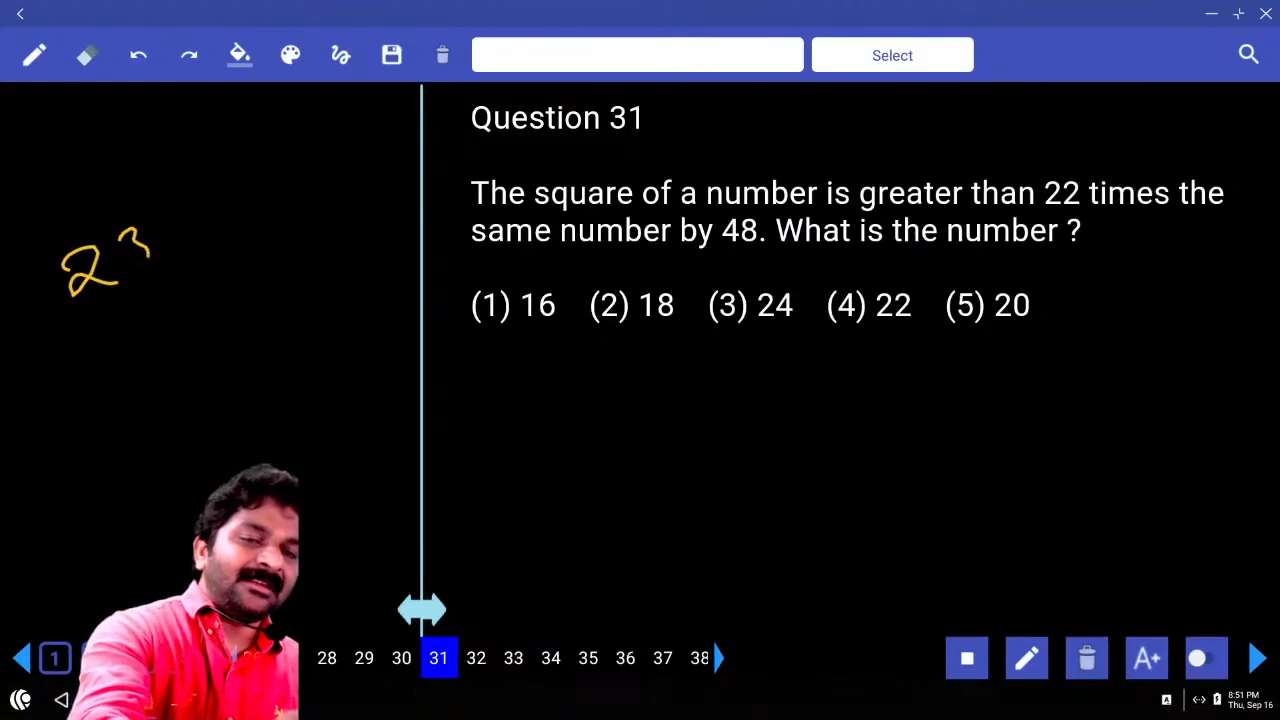 Select
Question 31
The square of a number is greater than 22 times the
same number by 48. What is the number ?
(1) 16 (2) 18 (3) 24 (4) 22 (5) 20
2³
1 28 29 30 31 32 33 34 35 36 37 38
A+
8:51 PM
Thu, Sep 16